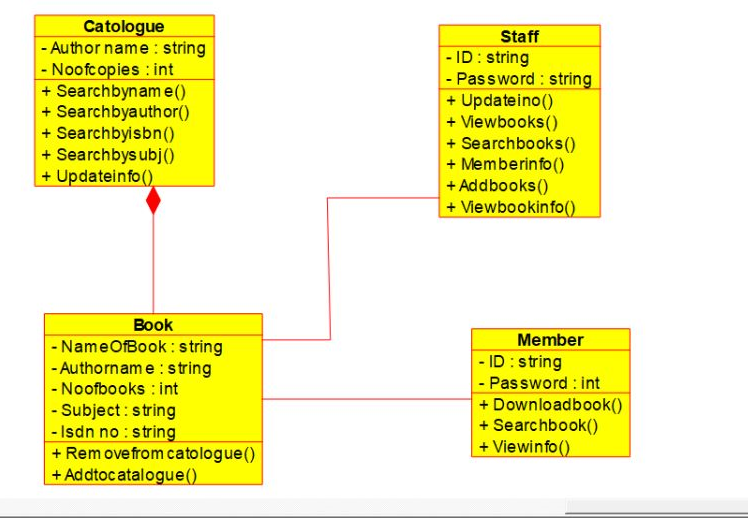 Catologue
- Author name : string
- Noofcopies : int
+ Searchbyname()
+ Searchbyauthor()
+ Searchbyisbn()
+ Searchbysubj()
+ Updateinfo()
Staff
- ID : string
- Password : string
+ Updateino()
+ Viewbooks()
+ Searchbooks()
+ Memberinfo()
+ Addbooks()
+ Viewbookinfo()
Book
- NameOfBook : string
- Authorname : string
- Noofbooks : int
- Subject : string
- Isdn no : string
+ Removefrom catologue()
+ Addtocatalogue()
Member
- ID : string
- Password : int
+ Downloadbook()
+ Searchbook()
+ Viewinfo()